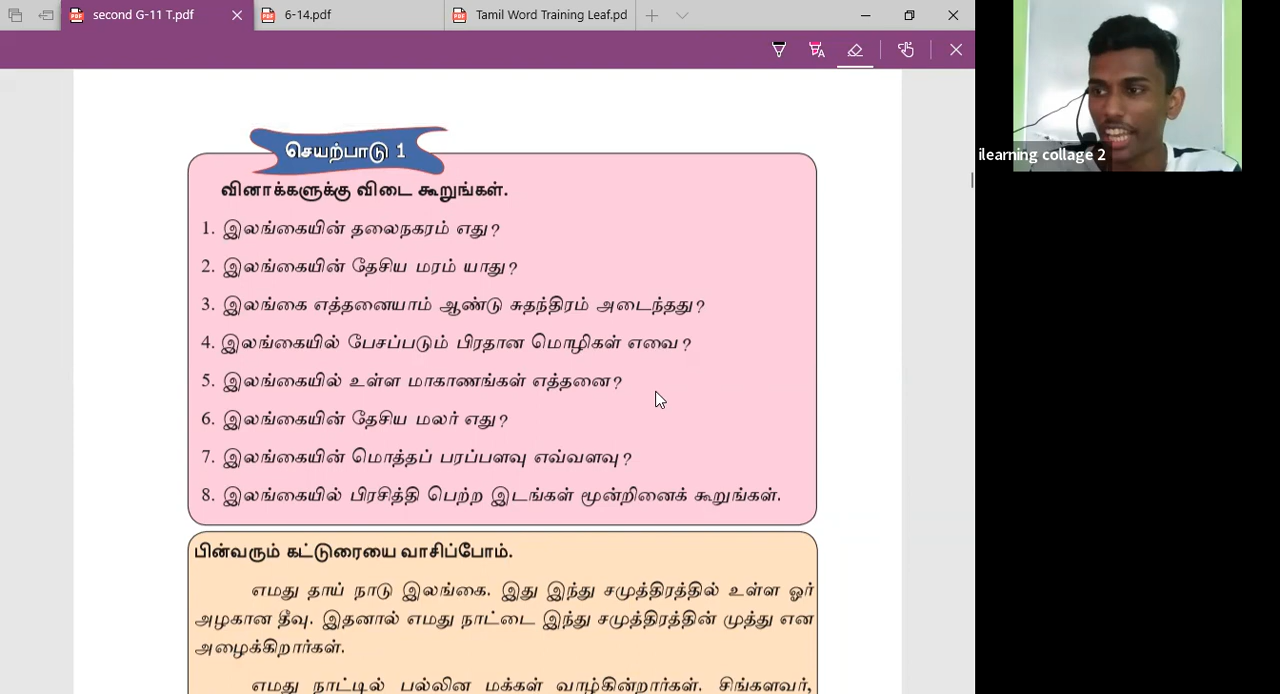 second G-11 T.pdf
6-14.pdf
Tamil Word Training Leaf.pd
ilearning collage 2
செயற்பாடு 1
வினாக்களுக்கு விடை கூறுங்கள்.
1. இலங்கையின் தலைநகரம் எது?
2. இலங்கையின் தேசிய மரம் யாது?
3. இலங்கை எத்தனையாம் ஆண்டு சுதந்திரம் அடைந்தது?
4. இலங்கையில் பேசப்படும் பிரதான மொழிகள் எவை?
5. இலங்கையில் உள்ள மாகாணங்கள் எத்தனை?
6. இலங்கையின் தேசிய மலர் எது?
7. இலங்கையின் மொத்தப் பரப்பளவு எவ்வளவு?
8. இலங்கையில் பிரசித்தி பெற்ற இடங்கள் மூன்றினைக் கூறுங்கள்.
பின்வரும் கட்டுரையை வாசிப்போம்.
எமது தாய் நாடு இலங்கை. இது இந்து சமுத்திரத்தில் உள்ள ஓர்
அழகான தீவு. இதனால் எமது நாட்டை இந்து சமுத்திரத்தின் முத்து என
அழைக்கிறார்கள்.
எமது நாட்டில் பல்லின மக்கள் வாழ்கின்றார்கள். சிங்களவர்,